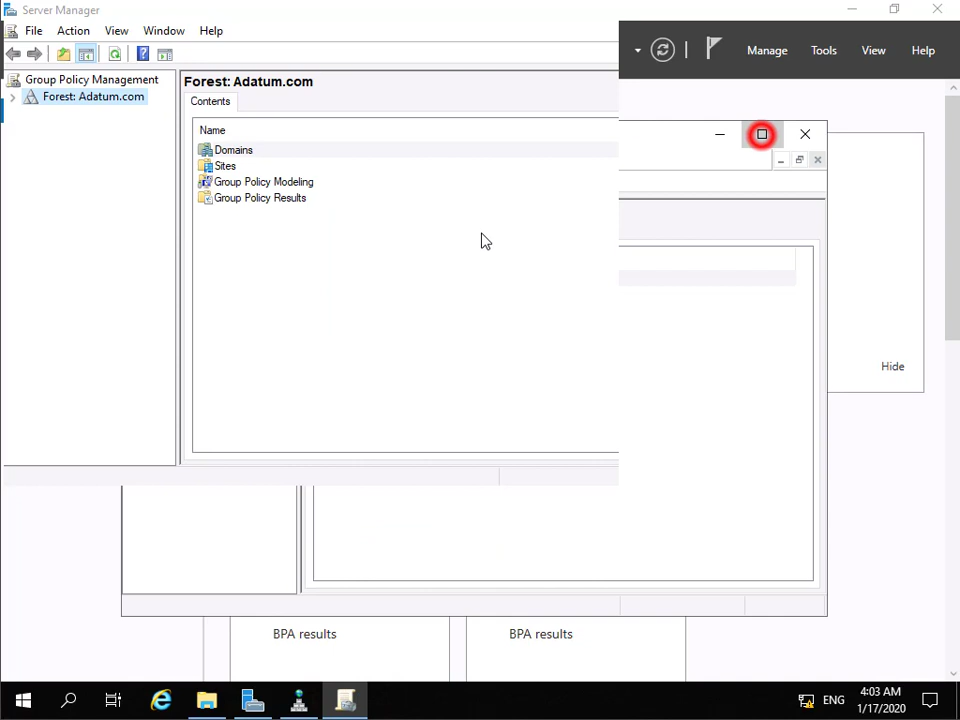 Server Manager
File Action View Window Help
Manage Tools View Help
Group Policy Management
Forest: Adatum.com
Forest: Adatum.com
Contents
Name
Domains
Sites
Group Policy Modeling
Group Policy Results
Hide
BPA results
BPA results
ENG
4:03 AM
1/17/2020